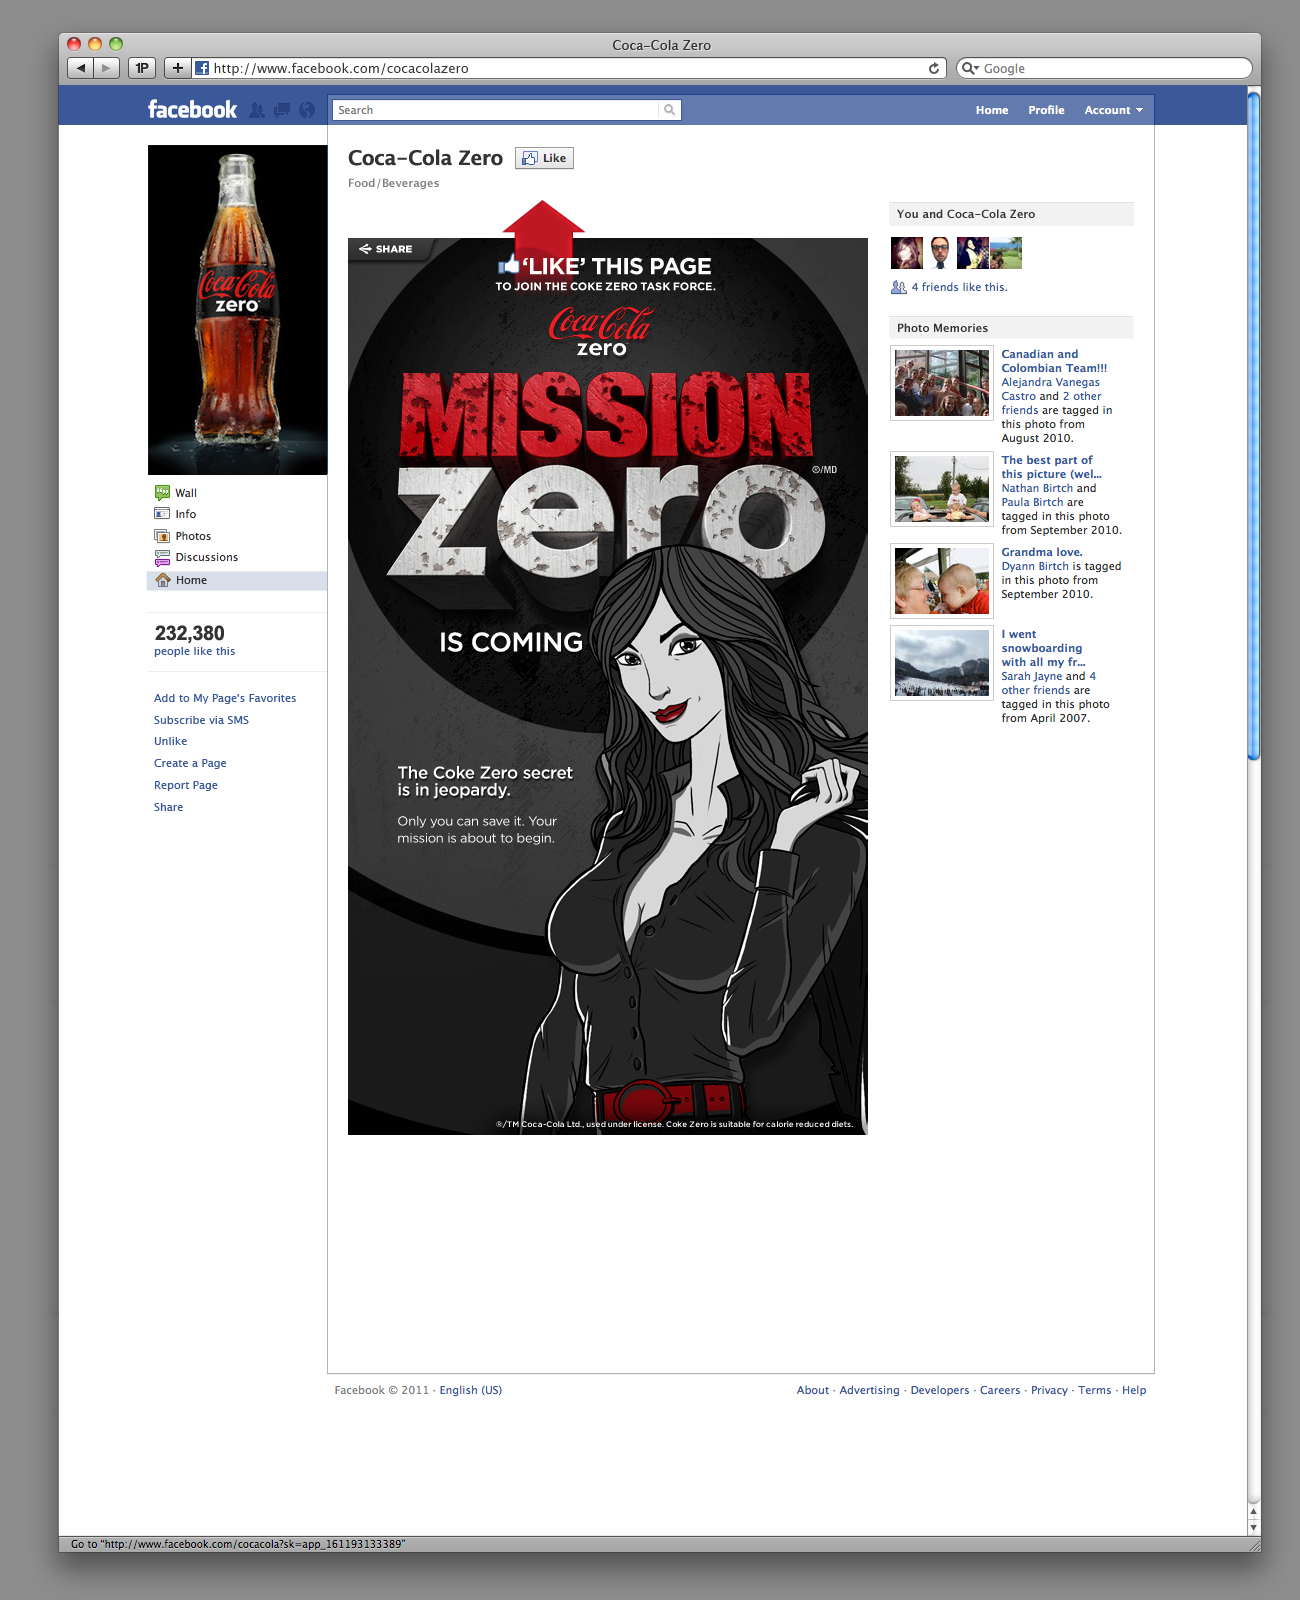 Coca-Cola Zero
1P
http://www.facebook.com/cocacolazero
Google
facebook
Search
Home Profile Account
Coca-Cola Zero
Like
Food/Beverages
Coca-Cola
zero
Wall
Info
Photos
Discussions
Home
232,380
people like this
Add to My Page's Favorites
Subscribe via SMS
Unlike
Create a Page
Report Page
Share
SHARE
'LIKE' THIS PAGE
TO JOIN THE COKE ZERO TASK FORCE.
Coca-Cola
zero
MISSION
zero
®/MD
IS COMING
The Coke Zero secret
is in jeopardy.
Only you can save it. Your
mission is about to begin.
®/TM Coca-Cola Ltd., used under license. Coke Zero is suitable for calorie reduced diets.
You and Coca-Cola Zero
4 friends like this.
Photo Memories
Canadian and
Colombian Team!!!
Alejandra Vanegas
Castro and 2 other
friends are tagged in
this photo from
August 2010.
The best part of
this picture (wel...
Nathan Birtch and
Paula Birtch are
tagged in this photo
from September 2010.
Grandma love.
Dyann Birtch is tagged
in this photo from
September 2010.
I went
snowboarding
with all my fr...
Sarah Jayne and 4
other friends are
tagged in this photo
from April 2007.
Facebook © 2011 · English (US)
About · Advertising · Developers · Careers · Privacy · Terms · Help
Go to "http://www.facebook.com/cocacola?sk=app_161193133389"